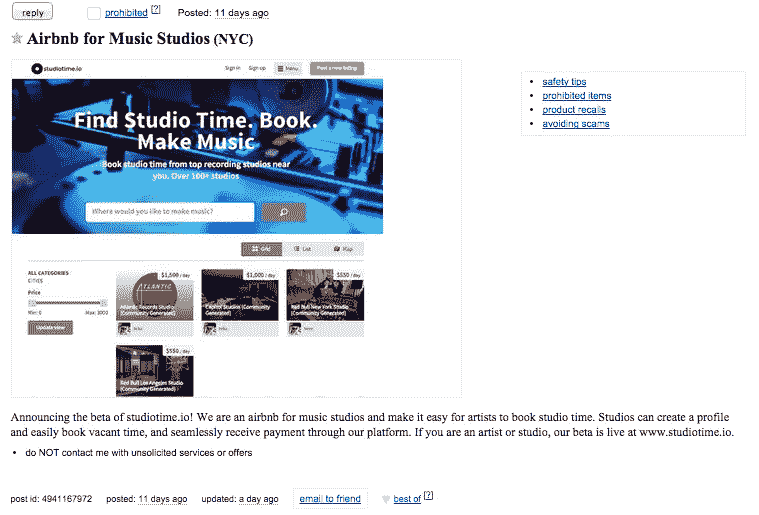 reply prohibited [?] Posted: 11 days ago
Airbnb for Music Studios (NYC)
studiotime.io Sign in Sign up Menu Post a new listing
Find Studio Time. Book.
Make Music
Book studio time from top recording studios near
you. Over 100+ studios
Where would you like to make music?
Grid List Map
ALL CATEGORIES
Price
Min: 0 Max: 3000
Update view
$1,500 / day
ATLANTIC
Atlantic Records Studio
(Community
Generated)
$1,000 / day
Capitol Studios (Community
Generated)
$550 / day
Red Bull New York Studio
(Community Generated)
$550 / day
Red Bull Los Angeles Studio
(Community Generated)
safety tips
prohibited items
product recalls
avoiding scams
Announcing the beta of studiotime.io! We are an airbnb for music studios and make it easy for artists to book studio time. Studios can create a profile
and easily book vacant time, and seamlessly receive payment through our platform. If you are an artist or studio, our beta is live at www.studiotime.io.
do NOT contact me with unsolicited services or offers
post id: 4941167972 posted: 11 days ago updated: a day ago email to friend best of [?]